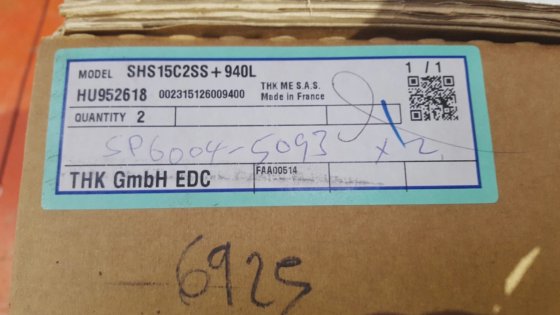 MODEL SHS15C2SS+940L 1 / 1
HU952618 002315126009400 THK ME S.A.S.
Made in France
QUANTITY 2
SP6004-5093 x 2
THK GmbH EDC FAA00514
6925